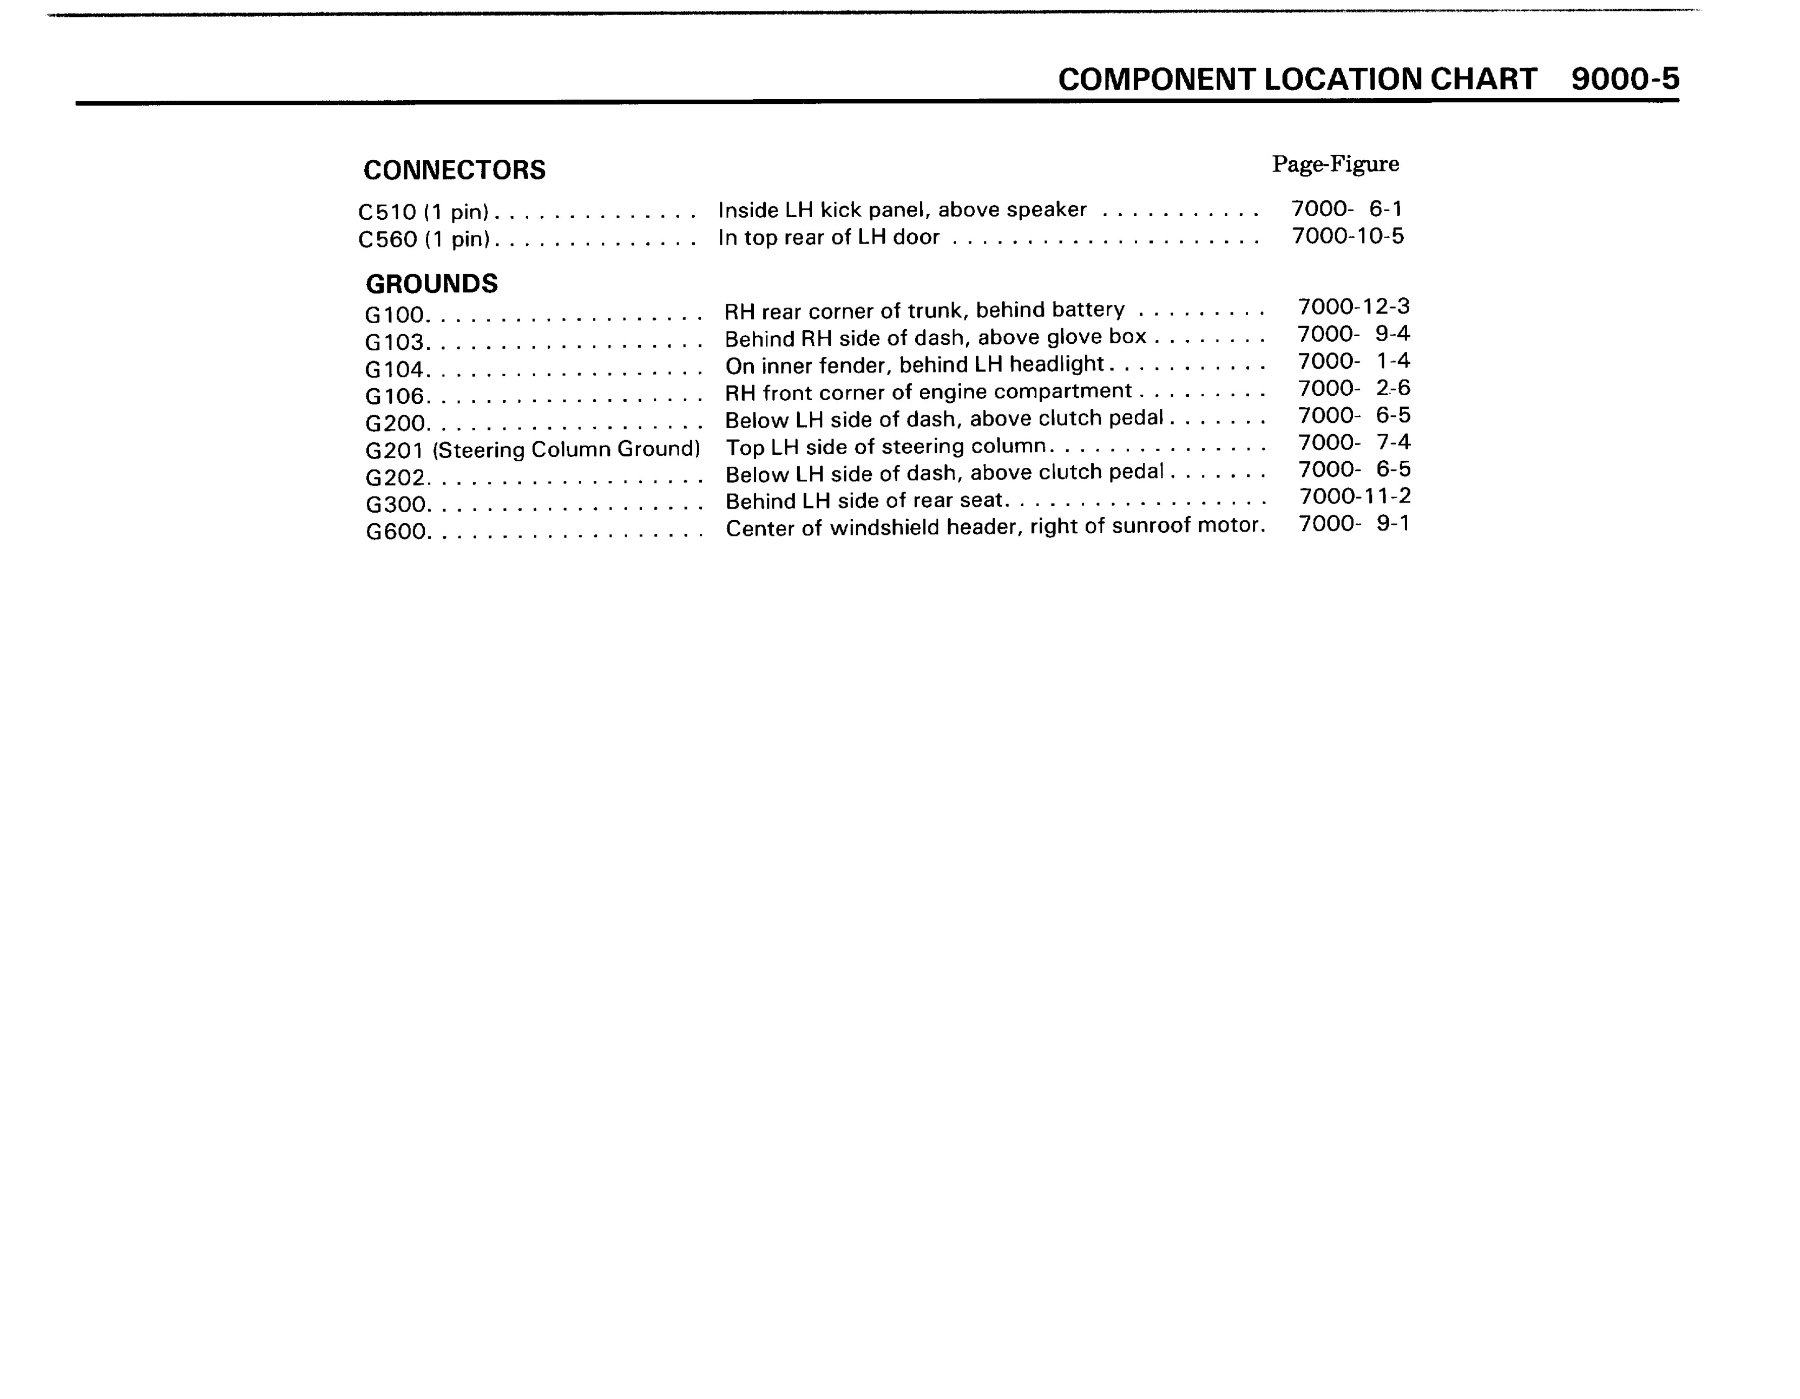 COMPONENT LOCATION CHART 9000-5
CONNECTORS Page-Figure
C510 (1 pin). . . . . . . . . . . . . . Inside LH kick panel, above speaker . . . . . . . . . . . 7000- 6-1
C560 (1 pin). . . . . . . . . . . . . . In top rear of LH door . . . . . . . . . . . . . . . . . . . . . 7000-10-5
GROUNDS
G100. . . . . . . . . . . . . . . . . . . RH rear corner of trunk, behind battery . . . . . . . . . 7000-12-3
G103. . . . . . . . . . . . . . . . . . . Behind RH side of dash, above glove box . . . . . . . . 7000- 9-4
G104. . . . . . . . . . . . . . . . . . . On inner fender, behind LH headlight. . . . . . . . . . . 7000- 1-4
G106. . . . . . . . . . . . . . . . . . . RH front corner of engine compartment . . . . . . . . . 7000- 2-6
G200. . . . . . . . . . . . . . . . . . . Below LH side of dash, above clutch pedal . . . . . . . 7000- 6-5
G201 (Steering Column Ground) Top LH side of steering column. . . . . . . . . . . . . . . 7000- 7-4
G202. . . . . . . . . . . . . . . . . . . Below LH side of dash, above clutch pedal . . . . . . . 7000- 6-5
G300. . . . . . . . . . . . . . . . . . . Behind LH side of rear seat. . . . . . . . . . . . . . . . . . 7000-11-2
G600. . . . . . . . . . . . . . . . . . . Center of windshield header, right of sunroof motor. 7000- 9-1